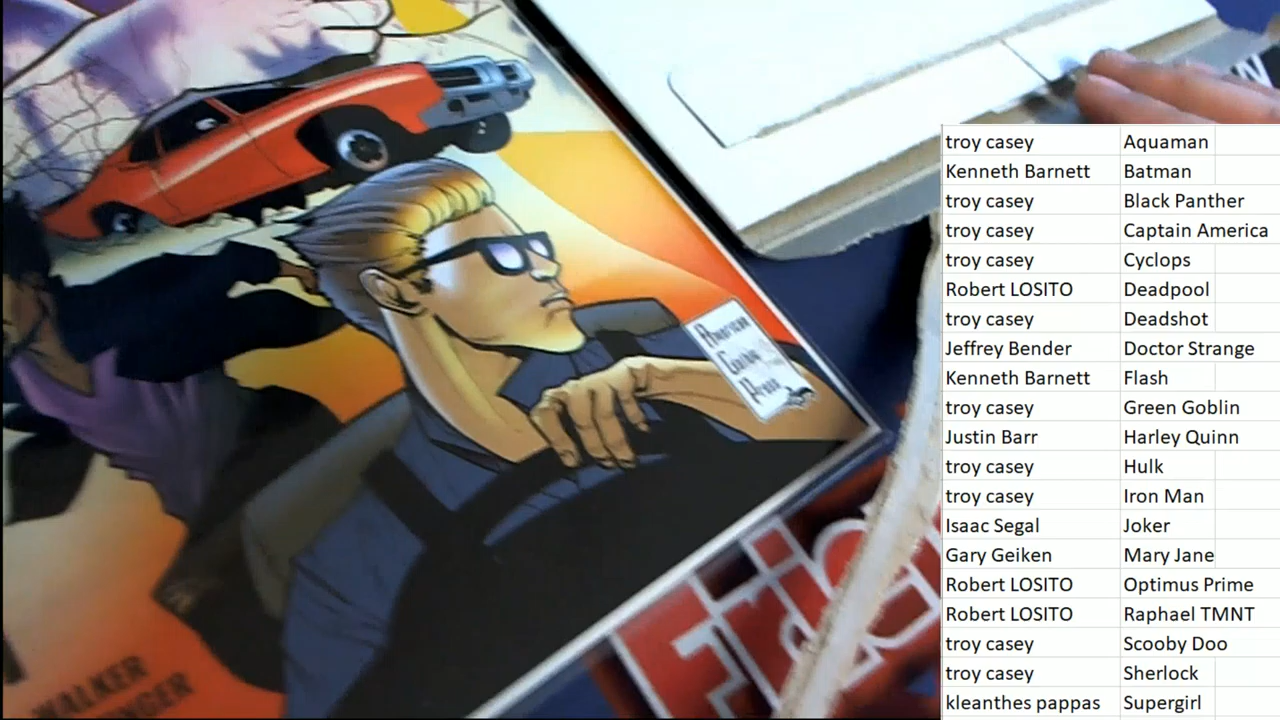 WALKER
Frid
troy casey Aquaman
Kenneth Barnett Batman
troy casey Black Panther
troy casey Captain America
troy casey Cyclops
Robert LOSITO Deadpool
troy casey Deadshot
Jeffrey Bender Doctor Strange
Kenneth Barnett Flash
troy casey Green Goblin
Justin Barr Harley Quinn
troy casey Hulk
troy casey Iron Man
Isaac Segal Joker
Gary Geiken Mary Jane
Robert LOSITO Optimus Prime
Robert LOSITO Raphael TMNT
troy casey Scooby Doo
troy casey Sherlock
kleanthes pappas Supergirl